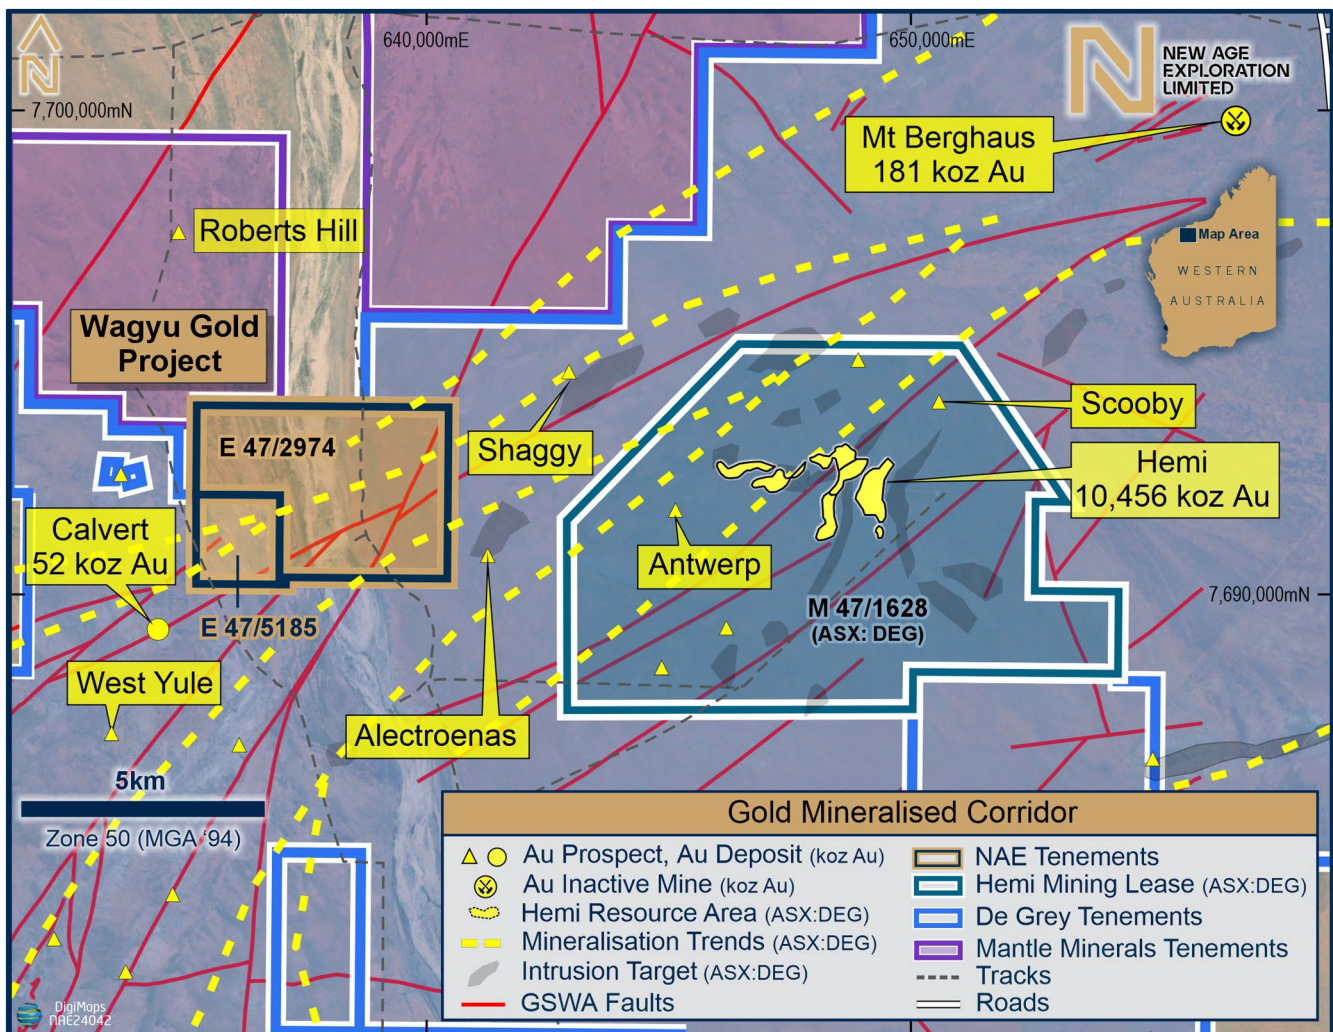 N
640,000mE
650,000mE
NEW AGE
EXPLORATION
LIMITED
7,700,000mN
Mt Berghaus
181 koz Au
Roberts Hill
Map Area
WESTERN
AUSTRALIA
Wagyu Gold
Project
E 47/2974
Shaggy
Scooby
Hemi
10,456 koz Au
Calvert
52 koz Au
Antwerp
7,690,000mN
M 47/1628
(ASX: DEG)
E 47/5185
West Yule
Alectroenas
5km
Zone 50 (MGA '94)
Gold Mineralised Corridor
Au Prospect, Au Deposit (koz Au)
Au Inactive Mine (koz Au)
Hemi Resource Area (ASX:DEG)
Mineralisation Trends (ASX:DEG)
Intrusion Target (ASX:DEG)
GSWA Faults
NAE Tenements
Hemi Mining Lease (ASX:DEG)
De Grey Tenements
Mantle Minerals Tenements
Tracks
Roads
DigiMaps
NAE24042